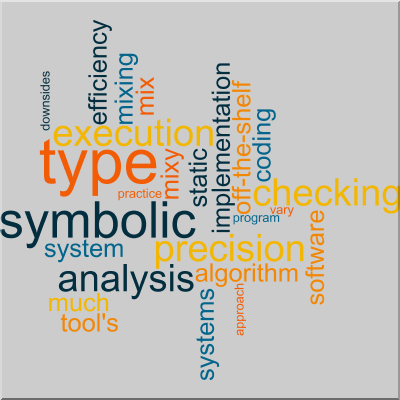 downsides
efficiency
mixing
mix
execution
type
mixy
practice
static
implementation
off-the-shelf
coding
checking
vary
program
symbolic
system
precision
software
analysis
algorithm
much
tool's
systems
approach